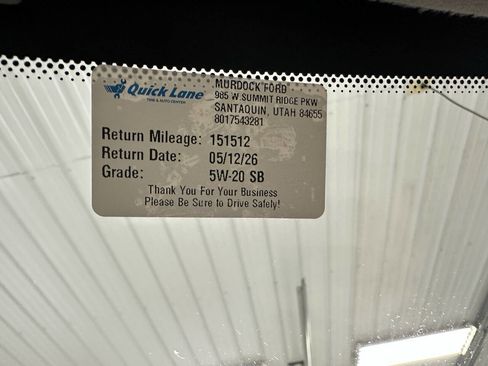 Quick Lane
TIRE & AUTO CENTER
MURDOCK FORD
985 W SUMMIT RIDGE PKW
SANTAQUIN, UTAH 84655
8017543281
Return Mileage: 151512
Return Date: 05/12/26
Grade: 5W-20 SB
Thank You For Your Business
Please Be Sure to Drive Safely!